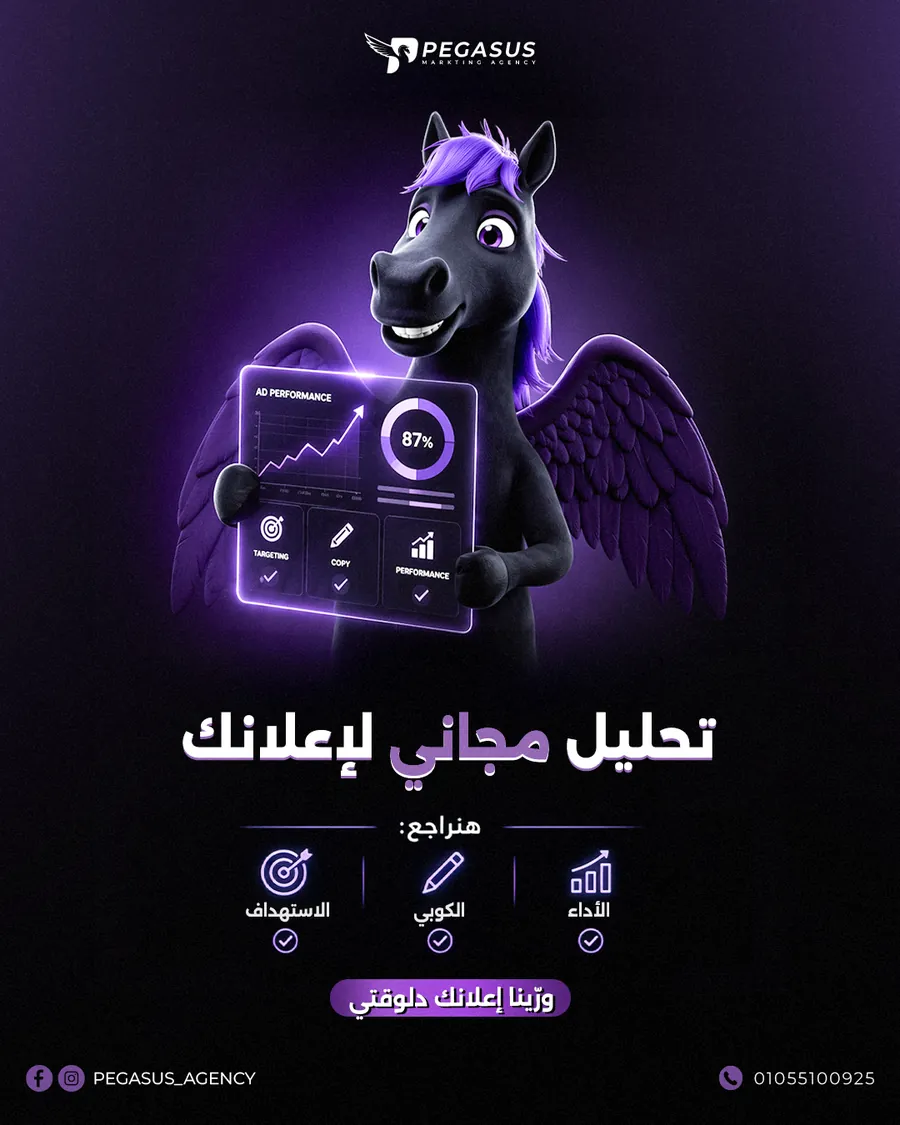 PEGASUS
MARKTING AGENCY
AD PERFORMANCE
87%
TARGETING
COPY
PERFORMANCE
تحليل مجاني لإعلانك
هنراجع:
الأداء
الكوبي
الاستهداف
ورّينا إعلانك دلوقتي
PEGASUS_AGENCY
01055100925